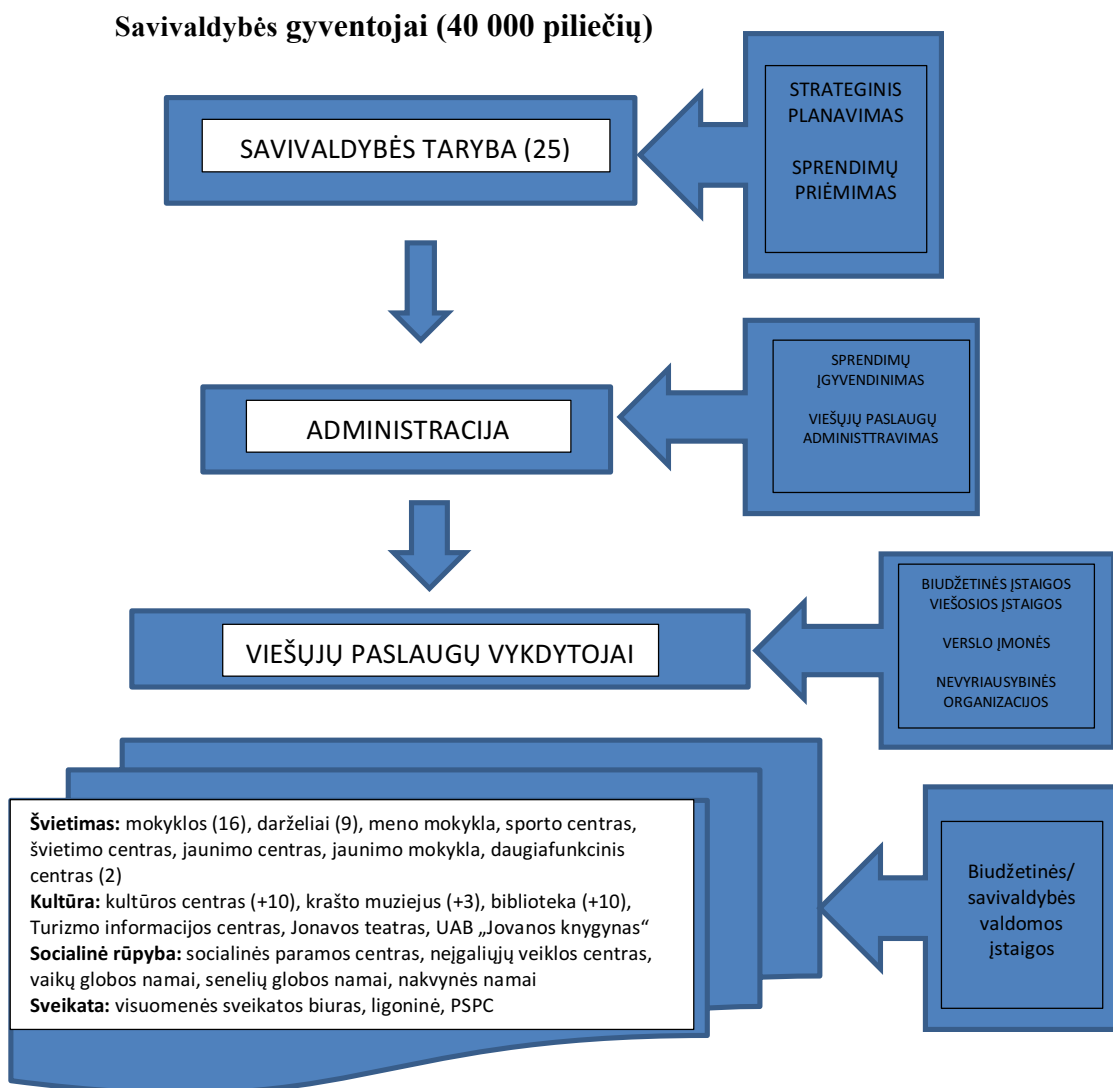 Savivaldybės gyventojai (40 000 piliečių)
STRATEGINIS
PLANAVIMAS
SPRENDIMŲ
PRIĖMIMAS
SAVIVALDYBĖS TARYBA (25)
SPRENDIMŲ
ĮGYVENDINIMAS
VIEŠŲJŲ PASLAUGŲ
ADMINISTTRAVIMAS
ADMINISTRACIJA
BIUDŽETINĖS ĮSTAIGOS
VIEŠOSIOS ĮSTAIGOS
VERSLO ĮMONĖS
NEVYRIAUSYBINĖS
ORGANIZACIJOS
VIEŠŲJŲ PASLAUGŲ VYKDYTOJAI
Švietimas: mokyklos (16), darželiai (9), meno mokykla, sporto centras,
švietimo centras, jaunimo centras, jaunimo mokykla, daugiafunkcinis
centras (2)
Kultūra: kultūros centras (+10), krašto muziejus (+3), biblioteka (+10),
Turizmo informacijos centras, Jonavos teatras, UAB „Jovanos knygynas“
Socialinė rūpyba: socialinės paramos centras, neįgaliųjų veiklos centras,
vaikų globos namai, senelių globos namai, nakvynės namai
Sveikata: visuomenės sveikatos biuras, ligoninė, PSPC
Biudžetinės/
savivaldybės
valdomos
įstaigos